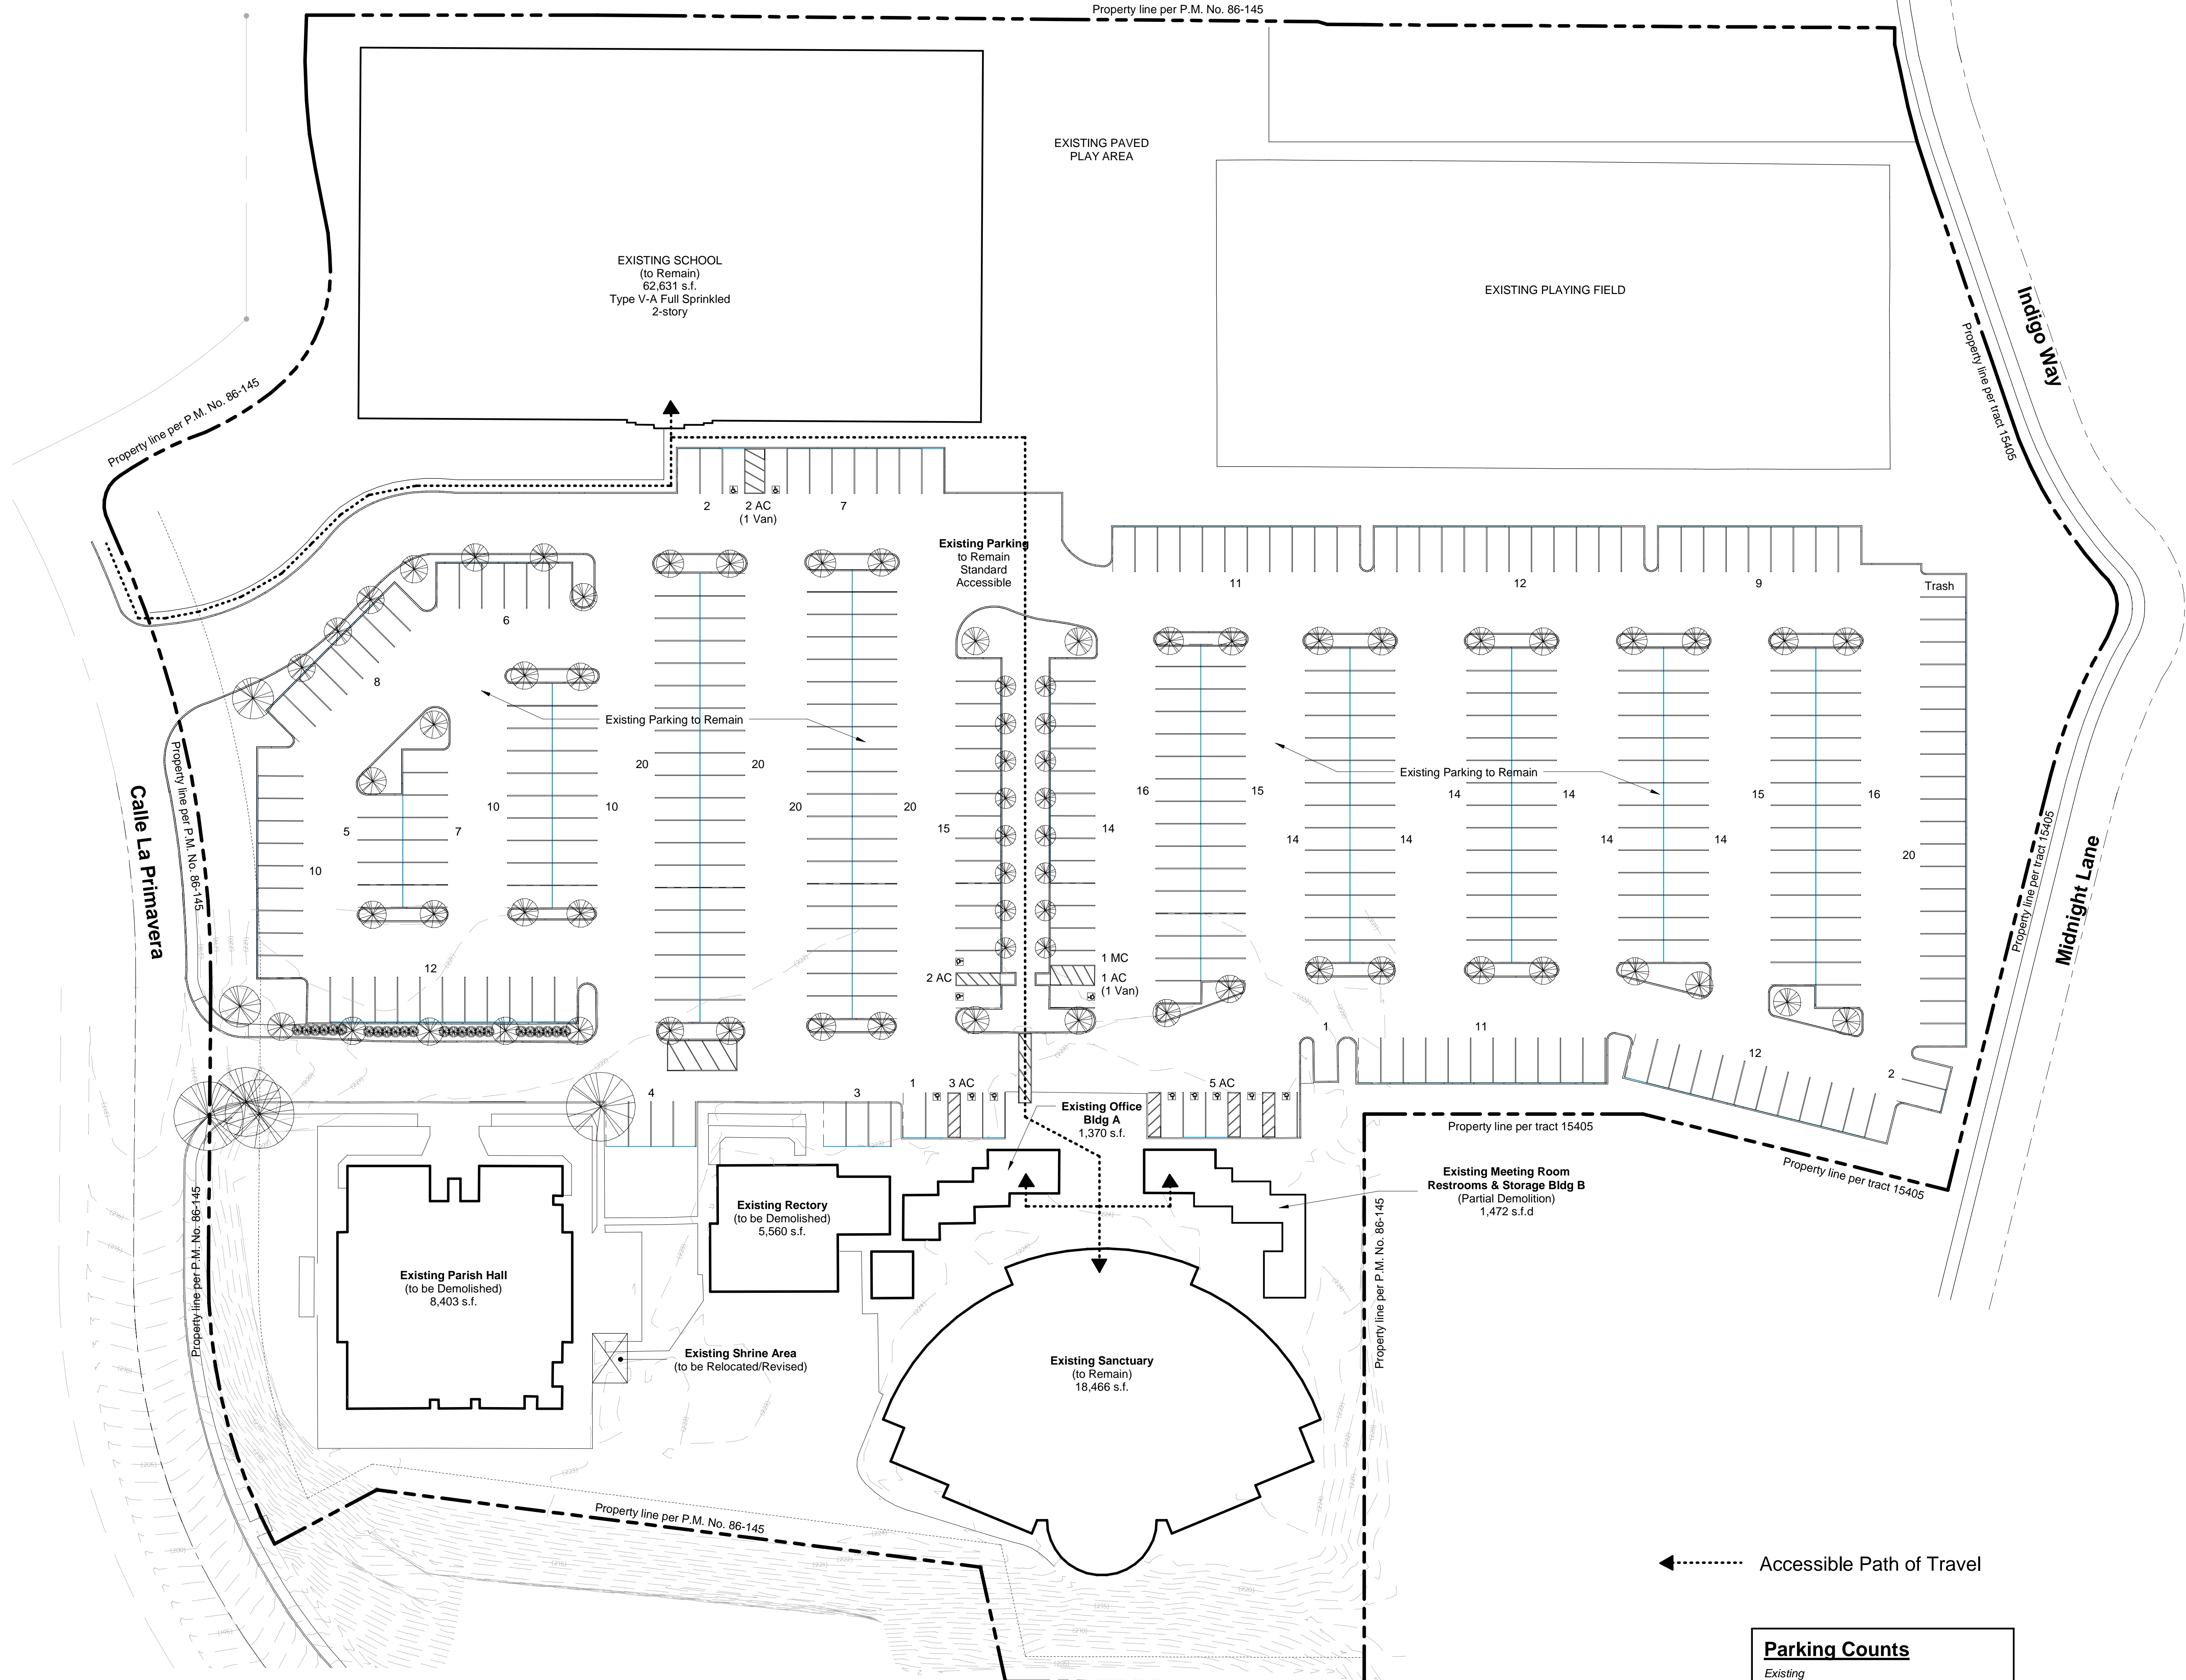 Property line per P.M. No. 86-145
EXISTING PAVED
PLAY AREA
EXISTING SCHOOL
(to Remain)
62,631 s.f.
Type V-A Full Sprinkled
2-story
EXISTING PLAYING FIELD
Indigo Way
Property line per tract 15405
Property line per P.M. No. 86-145
2
2 AC
(1 Van)
7
Existing Parking
to Remain
Standard
Accessible
11
12
9
Trash
6
8
Existing Parking to Remain
Existing Parking to Remain
Property line per P.M. No. 86-145
Calle La Primavera
20
20
10
10
20
20
5
7
15
14
16
15
14
14
14
14
14
14
15
16
20
10
12
2 AC
1 MC
1 AC
(1 Van)
Property line per tract 15405
Midnight Lane
4
3
1
3 AC
5 AC
1
11
12
2
Existing Office
Bldg A
1,370 s.f.
Property line per tract 15405
Property line per tract 15405
Existing Meeting Room
Restrooms & Storage Bldg B
(Partial Demolition)
1,472 s.f.d
Existing Rectory
(to be Demolished)
5,560 s.f.
Existing Parish Hall
(to be Demolished)
8,403 s.f.
Property line per P.M. No. 86-145
Property line per P.M. No. 86-145
Existing Shrine Area
(to be Relocated/Revised)
Existing Sanctuary
(to Remain)
18,466 s.f.
Property line per P.M. No. 86-145
Accessible Path of Travel
Parking Counts
Existing